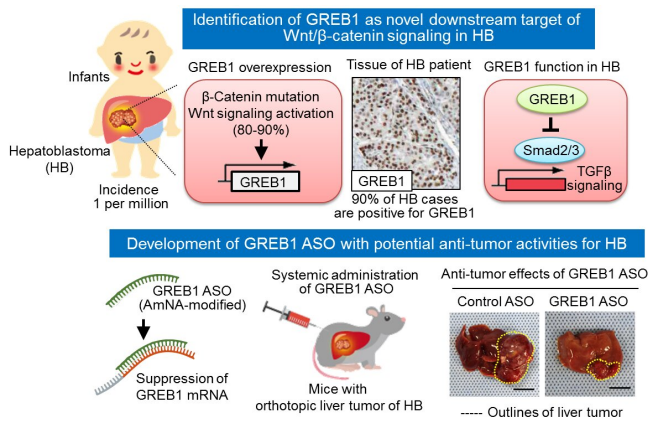 Identification of GREB1 as novel downstream target of
Wnt/β-catenin signaling in HB
Infants
Hepatoblastoma
(HB)
Incidence
1 per million
GREB1 overexpression
β-Catenin mutation
Wnt signaling activation
(80-90%)
GREB1
Tissue of HB patient
GREB1
90% of HB cases
are positive for GREB1
GREB1 function in HB
GREB1
Smad2/3
TGFβ
signaling
Development of GREB1 ASO with potential anti-tumor activities for HB
GREB1 ASO
(AmNA-modified)
Suppression of
GREB1 mRNA
Systemic administration
of GREB1 ASO
Mice with
orthotopic liver tumor of HB
Anti-tumor effects of GREB1 ASO
Control ASO
GREB1 ASO
----- Outlines of liver tumor